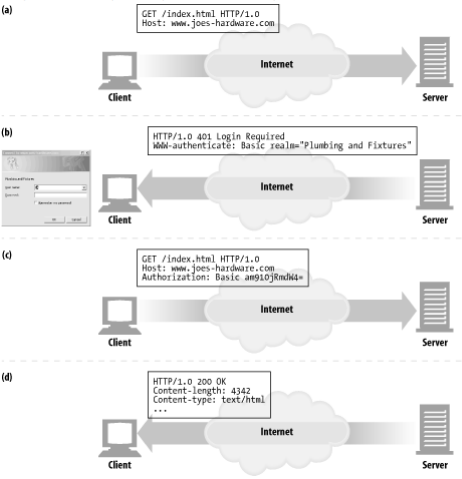 (a)
GET /index.html HTTP/1.0
Host: www.joes-hardware.com
Internet
Client
Server
(b)
HTTP/1.0 401 Login Required
WWW-authenticate: Basic realm="Plumbing and Fixtures"
Internet
Client
Server
(c)
GET /index.html HTTP/1.0
Host: www.joes-hardware.com
Authorization: Basic am910jRmdW4=
Internet
Client
Server
(d)
HTTP/1.0 200 OK
Content-length: 4342
Content-type: text/html
...
Internet
Client
Server